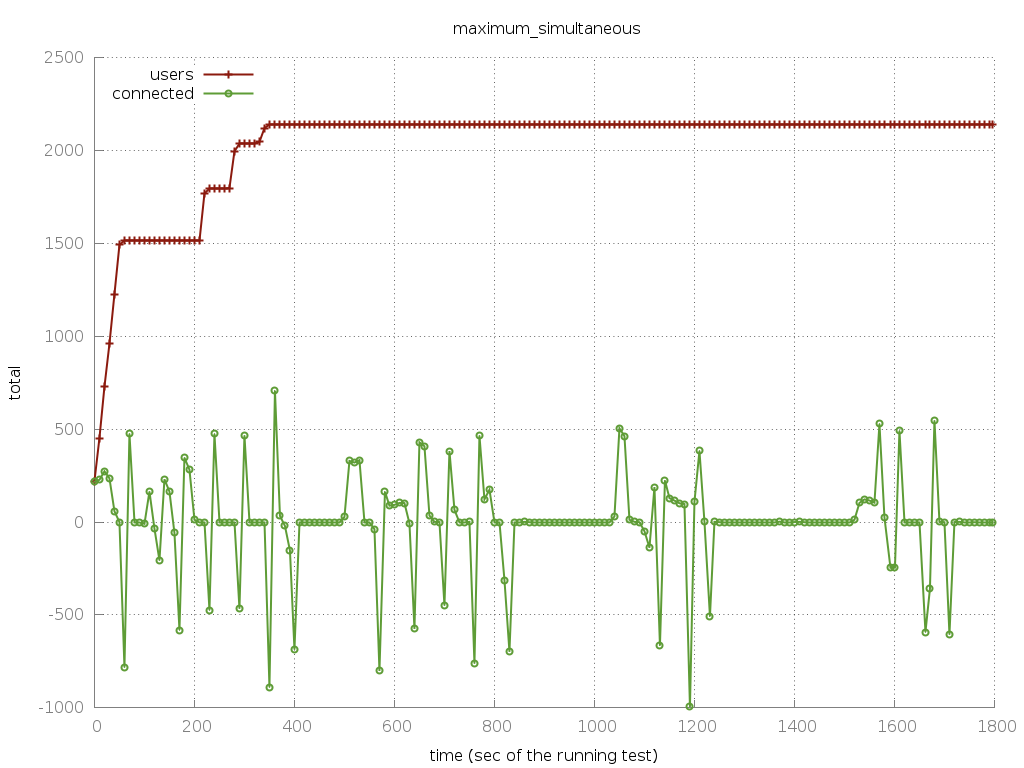 maximum_simultaneous
users
connected
2500
2000
1500
1000
500
0
-500
-1000
total
0 200 400 600 800 1000 1200 1400 1600 1800
time (sec of the running test)